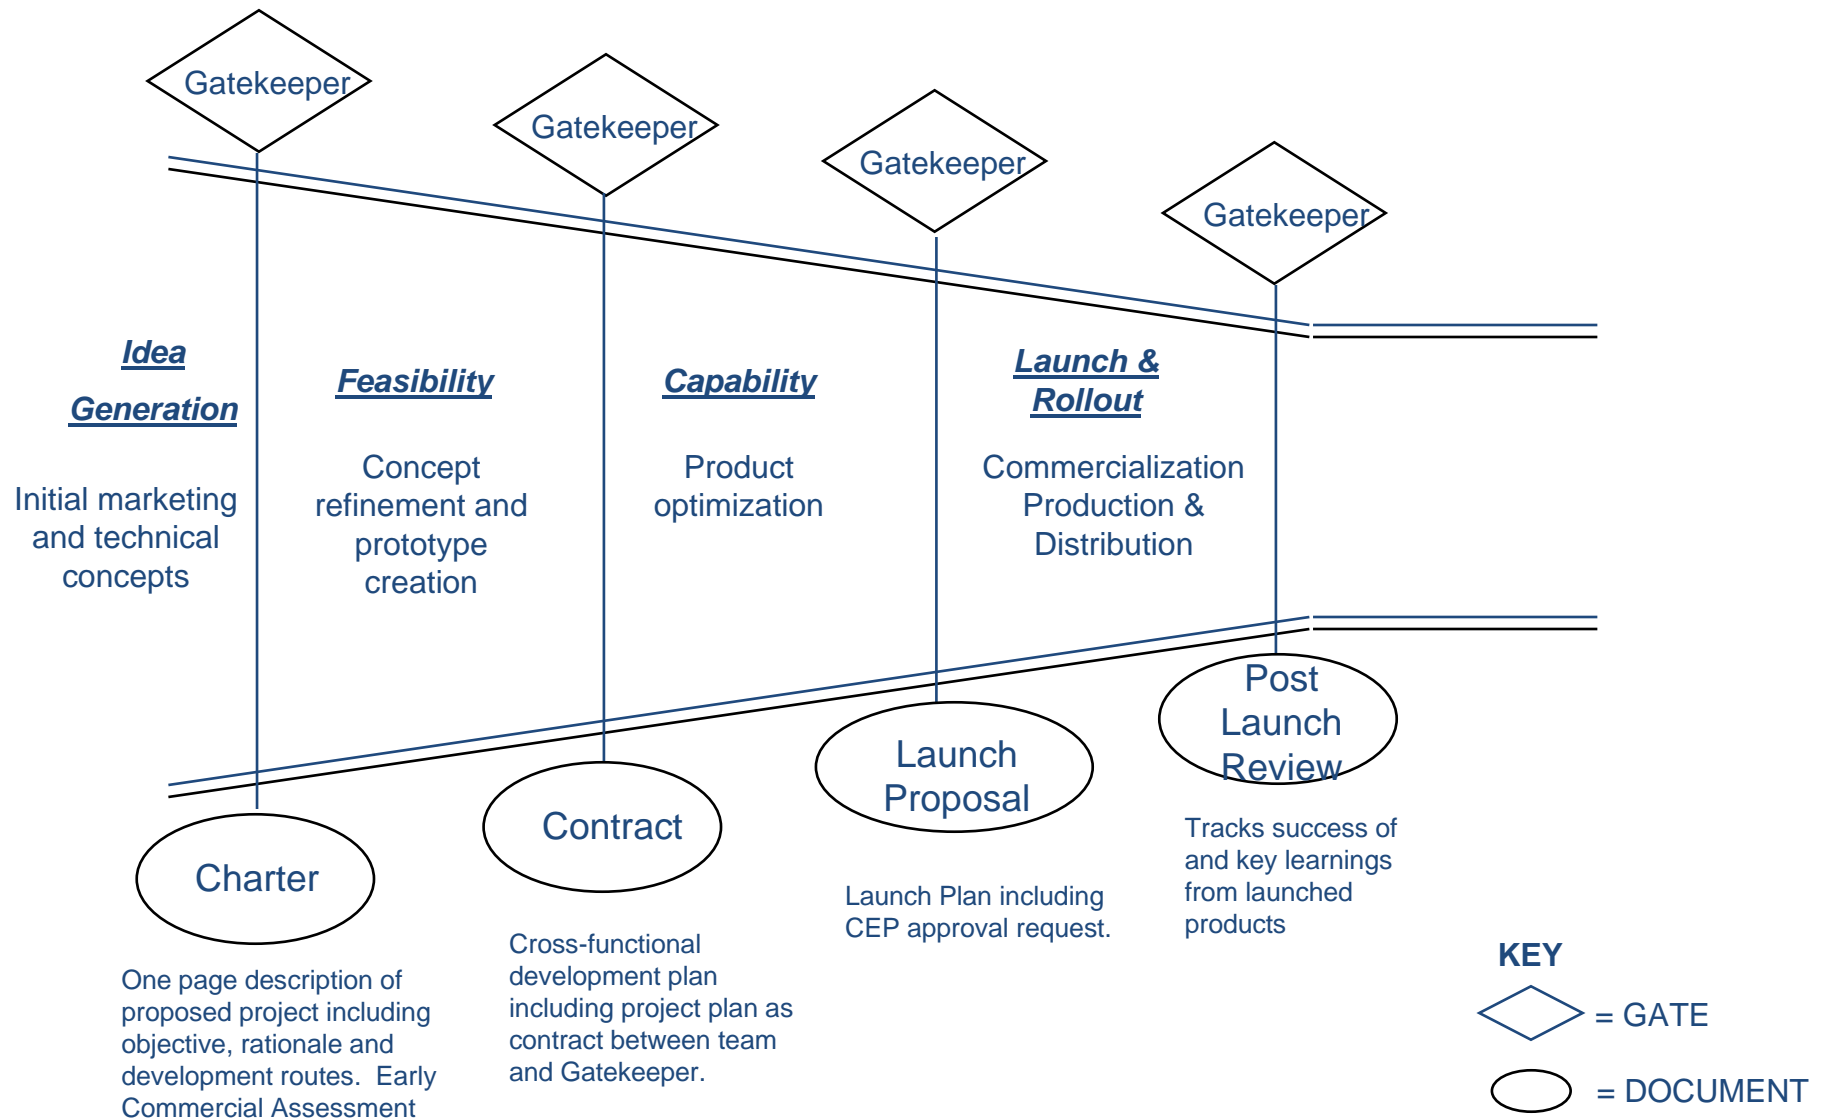 Gatekeeper
Gatekeeper
Gatekeeper
Gatekeeper
Idea
Generation
Initial marketing
and technical
concepts
Feasibility
Concept
refinement and
prototype
creation
Capability
Product
optimization
Launch &
Rollout
Commercialization
Production &
Distribution
Charter
One page description of
proposed project including
objective, rationale and
development routes.  Early
Commercial Assessment
Contract
Cross-functional
development plan
including project plan as
contract between team
and Gatekeeper.
Launch
Proposal
Launch Plan including
CEP approval request.
Post
Launch
Review
Tracks success of
and key learnings
from launched
products
KEY
= GATE
= DOCUMENT